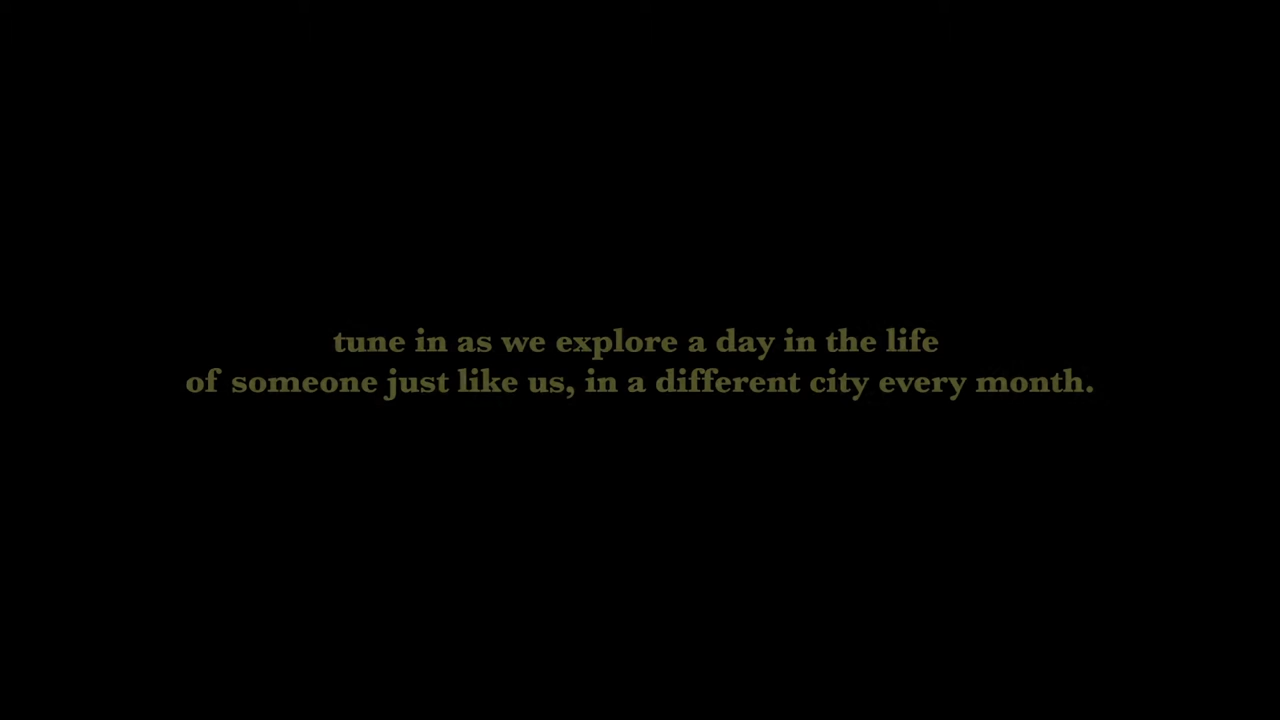 tune in as we explore a day in the life
of someone just like us, in a different city every month.